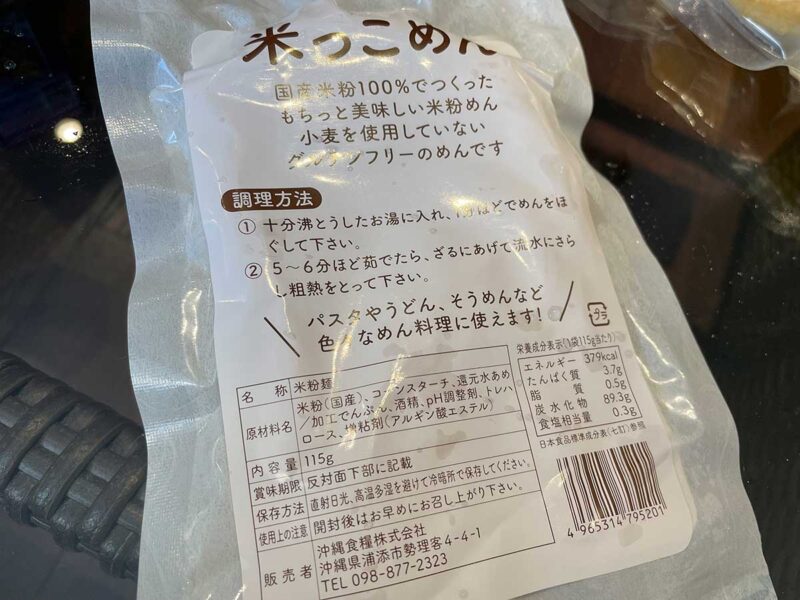 米っこめん
国産米粉100%でつくった
もちっと美味しい米粉めん
小麦を使用していない
グルテンフリーのめんです
調理方法
① 十分沸とうしたお湯に入れ、1分ほどでめんをほ
ぐして下さい。
② 5〜6分ほど茹でたら、ざるにあげて流水にさら
し粗熱をとって下さい。
パスタやうどん、そうめんなど
色々なめん料理に使えます!
プラ
名 称 米粉麺
原材料名 米粉(国産)、コーンスターチ、還元水あめ
/加工でんぷん、酒精、pH調整剤、トレハ
ロース、増粘剤(アルギン酸エステル)
内容量 115g
賞味期限 反対面下部に記載
保存方法 直射日光、高温多湿を避けて冷暗所で保存してください。
使用上の注意 開封後はお早めにお召し上がり下さい。
販売者 沖縄食糧株式会社
沖縄県浦添市勢理客4-4-1
TEL 098-877-2323
栄養成分表示(1袋115g当たり)
エネルギー 379kcal
たんぱく質 3.7g
脂 質 0.5g
炭水化物 89.3g
食塩相当量 0.3g
日本食品標準成分表(七訂)参照
4 965314 795201